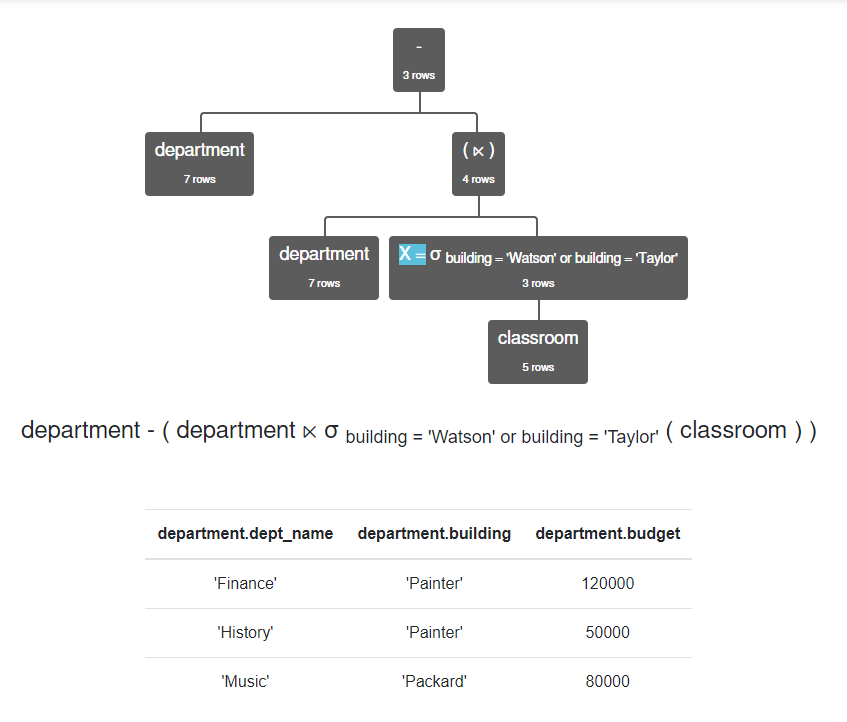 -
3 rows
department
7 rows
( ⋉ )
4 rows
department
7 rows
X = σ building = 'Watson' or building = 'Taylor'
3 rows
classroom
5 rows
department - ( department ⋉ σ building = 'Watson' or building = 'Taylor' ( classroom ) )
department.dept_name department.building department.budget
'Finance' 'Painter' 120000
'History' 'Painter' 50000
'Music' 'Packard' 80000